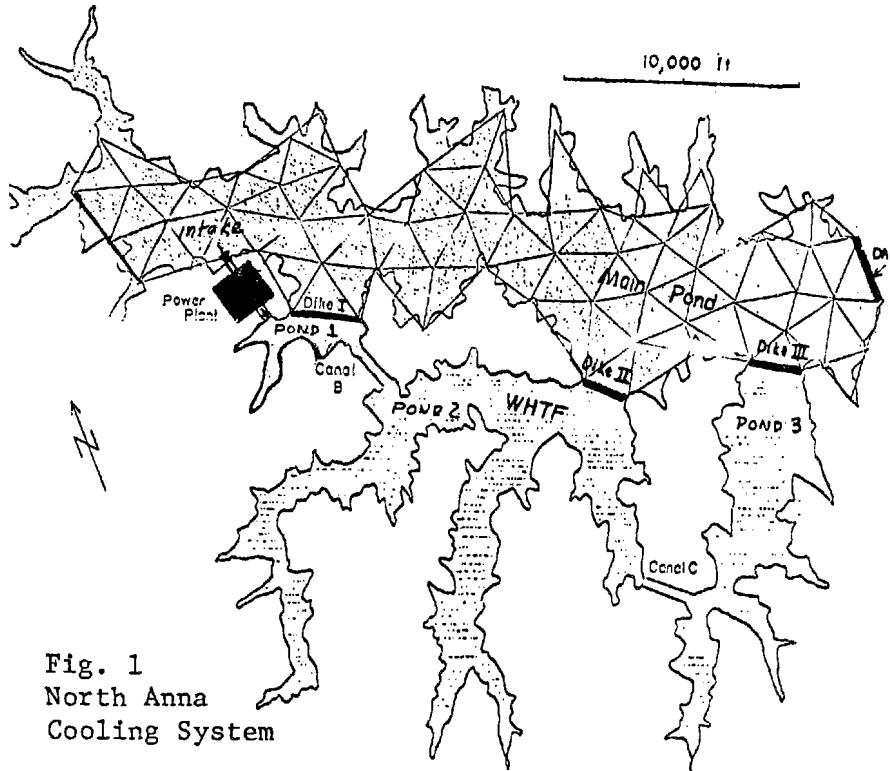 10,000 ft
Intake
Power
Plant
Dike I
POND 1
Canal
B
Main Pond
DA
Dike II
Dike III
POND 2
WHTF
POND 3
Canal C
N
Fig. 1
North Anna
Cooling System